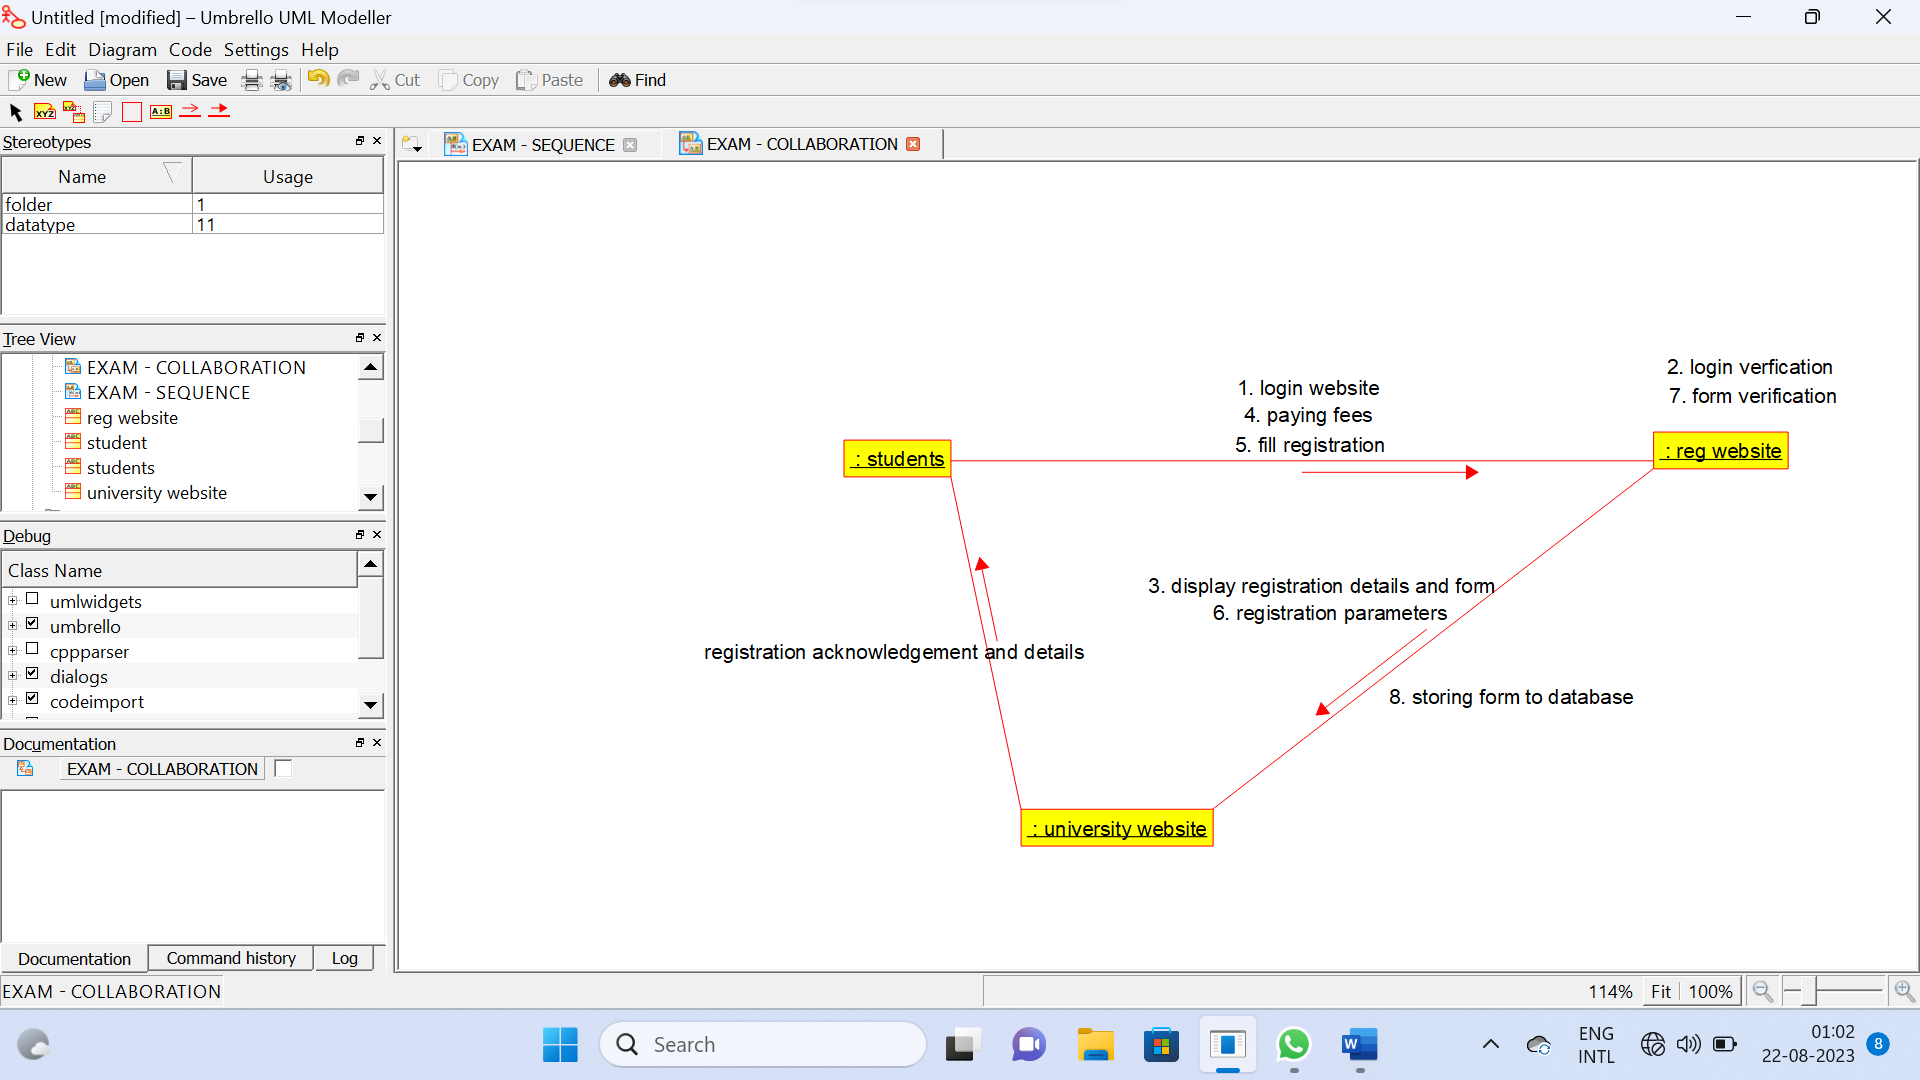 Untitled [modified] – Umbrello UML Modeller
File Edit Diagram Code Settings Help
New Open Save Cut Copy Paste Find
XYZ XYZ A:B
Stereotypes
Name Usage
folder 1
datatype 11
Tree View
EXAM - COLLABORATION
EXAM - SEQUENCE
reg website
student
students
university website
Debug
Class Name
umlwidgets
umbrello
cppparser
dialogs
codeimport
Documentation
EXAM - COLLABORATION
Documentation Command history Log
EXAM - SEQUENCE EXAM - COLLABORATION
2. login verfication
7. form verification
1. login website
4. paying fees
5. fill registration
: students
: reg website
3. display registration details and form
6. registration parameters
registration acknowledgement and details
8. storing form to database
: university website
EXAM - COLLABORATION
114% Fit 100%
Search
ENG
INTL
01:02
22-08-2023
8